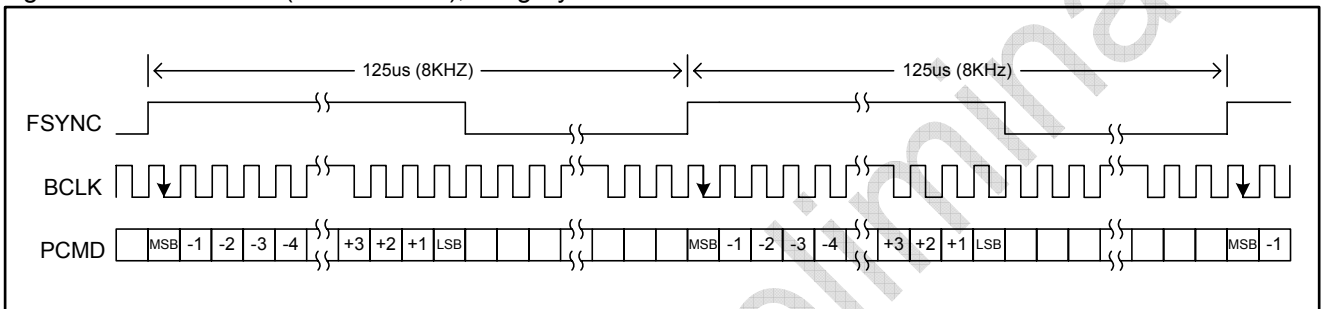 125us (8KHZ) 125us (8KHz)
FSYNC
BCLK
PCMD MSB -1 -2 -3 -4 +3 +2 +1 LSB MSB -1 -2 -3 -4 +3 +2 +1 LSB MSB -1